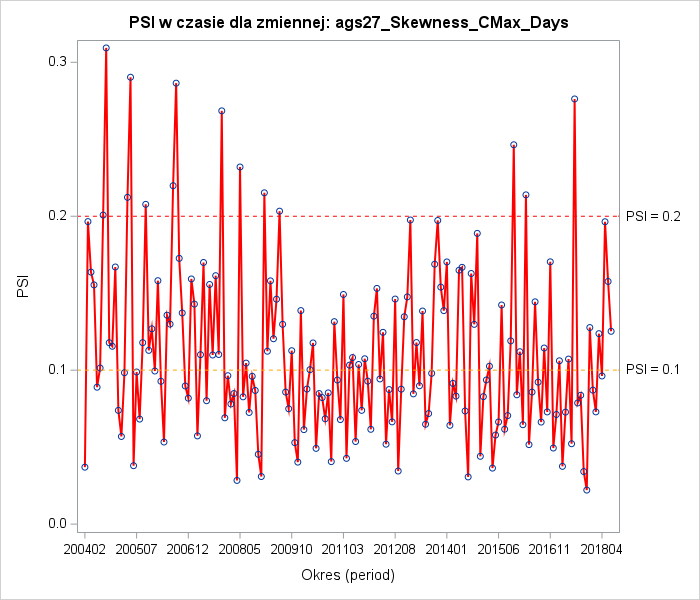 PSI w czasie dla zmiennej: ags27_Skewness_CMax_Days
0.3
0.2
0.1
0.0
PSI
PSI = 0.2
PSI = 0.1
200402 200507 200612 200805 200910 201103 201208 201401 201506 201611 201804
Okres (period)